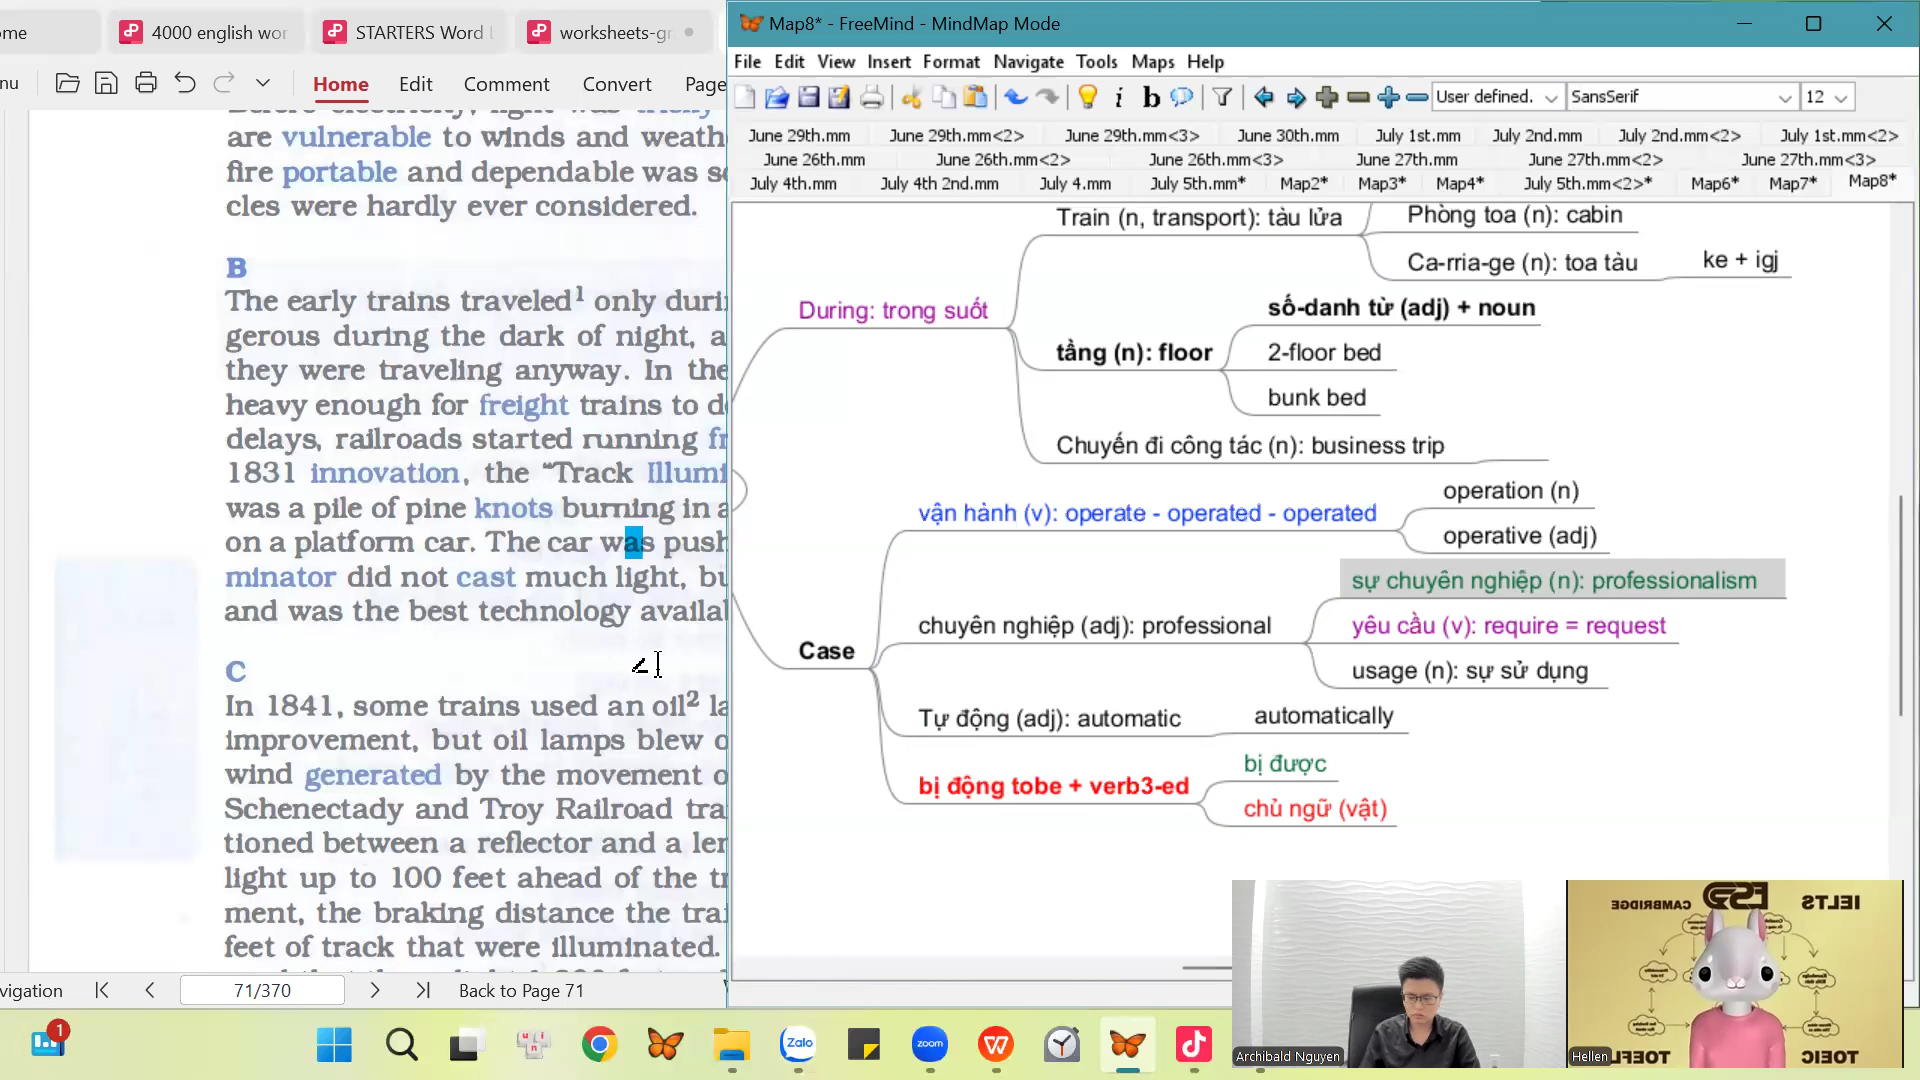 ome
4000 english wor
STARTERS Word L
worksheets-gr
nu
Home
Edit
Comment
Convert
Page
are vulnerable to winds and weath
fire portable and dependable was so
cles were hardly ever considered.
B
The early trains traveled¹ only duri
gerous during the dark of night, a
they were traveling anyway. In the
heavy enough for freight trains to d
delays, railroads started running fr
1831 innovation, the "Track Illumi
was a pile of pine knots burning in a
on a platform car. The car was push
minator did not cast much light, bu
and was the best technology availab
C
In 1841, some trains used an oil² la
improvement, but oil lamps blew o
wind generated by the movement o
Schenectady and Troy Railroad trai
tioned between a reflector and a len
light up to 100 feet ahead of the tr
ment, the braking distance the trai
feet of track that were illuminated.
vigation
71/370
Back to Page 71
Map8* - FreeMind - MindMap Mode
File Edit View Insert Format Navigate Tools Maps Help
User defined.
SansSerif
12
June 29th.mm June 29th.mm<2> June 29th.mm<3> June 30th.mm July 1st.mm July 2nd.mm July 2nd.mm<2> July 1st.mm<2>
June 26th.mm June 26th.mm<2> June 26th.mm<3> June 27th.mm June 27th.mm<2> June 27th.mm<3>
July 4th.mm July 4th 2nd.mm July 4.mm July 5th.mm* Map2* Map3* Map4* July 5th.mm<2>* Map6* Map7* Map8*
During: trong suốt
Train (n, transport): tàu lửa
Phòng toa (n): cabin
Ca-rria-ge (n): toa tàu
ke + igj
tầng (n): floor
số-danh từ (adj) + noun
2-floor bed
bunk bed
Chuyến đi công tác (n): business trip
Case
vận hành (v): operate - operated - operated
operation (n)
operative (adj)
chuyên nghiệp (adj): professional
sự chuyên nghiệp (n): professionalism
yêu cầu (v): require = request
usage (n): sự sử dụng
Tự động (adj): automatic
automatically
bị động tobe + verb3-ed
bị được
chủ ngữ (vật)
Archibald Nguyen
CAMBRIDGE
ESD
IELTS
TOEFL
TOEIC
Hellen
1
Zalo
zoom